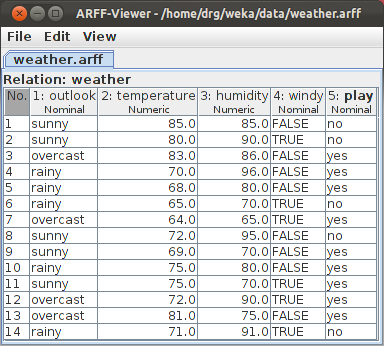 ARFF-Viewer - /home/drg/weka/data/weather.arff
File Edit View
weather.arff
Relation: weather
No. 1: outlook 2: temperature 3: humidity 4: windy 5: play
Nominal Numeric Numeric Nominal Nominal
1 sunny 85.0 85.0 FALSE no
2 sunny 80.0 90.0 TRUE no
3 overcast 83.0 86.0 FALSE yes
4 rainy 70.0 96.0 FALSE yes
5 rainy 68.0 80.0 FALSE yes
6 rainy 65.0 70.0 TRUE no
7 overcast 64.0 65.0 TRUE yes
8 sunny 72.0 95.0 FALSE no
9 sunny 69.0 70.0 FALSE yes
10 rainy 75.0 80.0 FALSE yes
11 sunny 75.0 70.0 TRUE yes
12 overcast 72.0 90.0 TRUE yes
13 overcast 81.0 75.0 FALSE yes
14 rainy 71.0 91.0 TRUE no